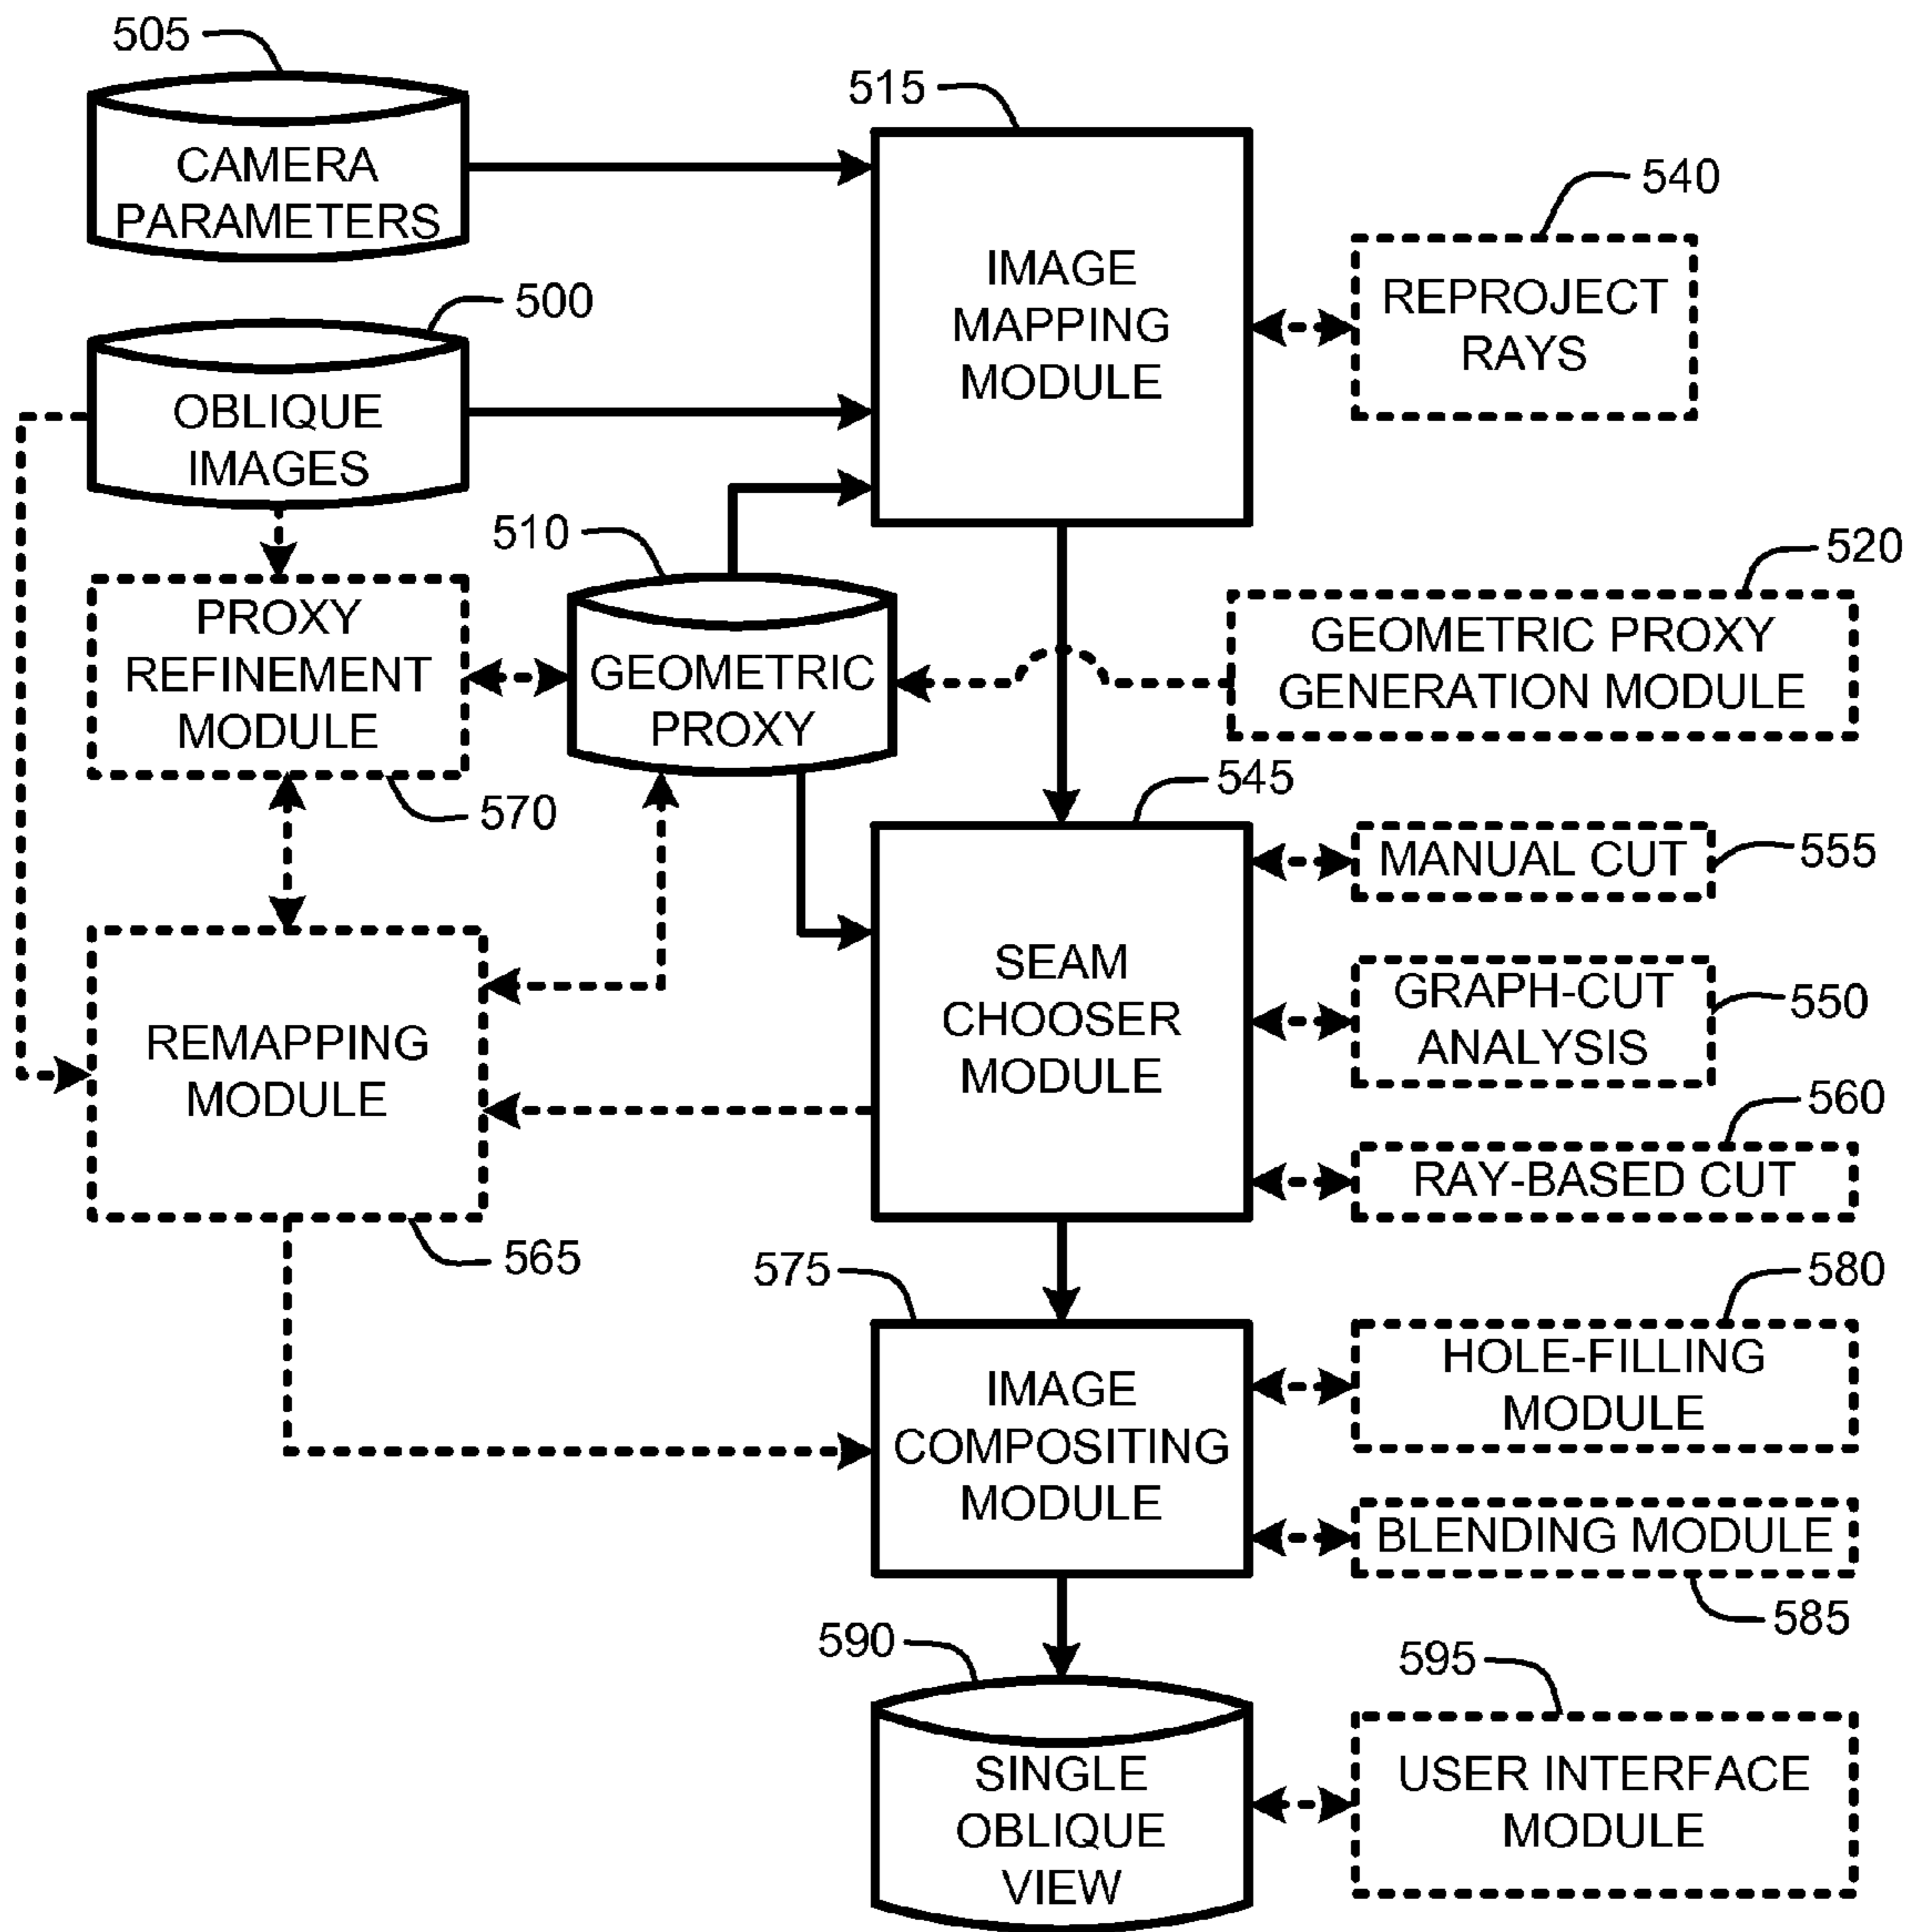 505
CAMERA
PARAMETERS
500
OBLIQUE
IMAGES
515
IMAGE
MAPPING
MODULE
540
REPROJECT
RAYS
510
GEOMETRIC
PROXY
520
GEOMETRIC PROXY
GENERATION MODULE
PROXY
REFINEMENT
MODULE
570
545
SEAM
CHOOSER
MODULE
MANUAL CUT
555
GRAPH-CUT
ANALYSIS
550
560
RAY-BASED CUT
REMAPPING
MODULE
565
575
IMAGE
COMPOSITING
MODULE
580
HOLE-FILLING
MODULE
BLENDING MODULE
585
590
SINGLE
OBLIQUE
VIEW
595
USER INTERFACE
MODULE